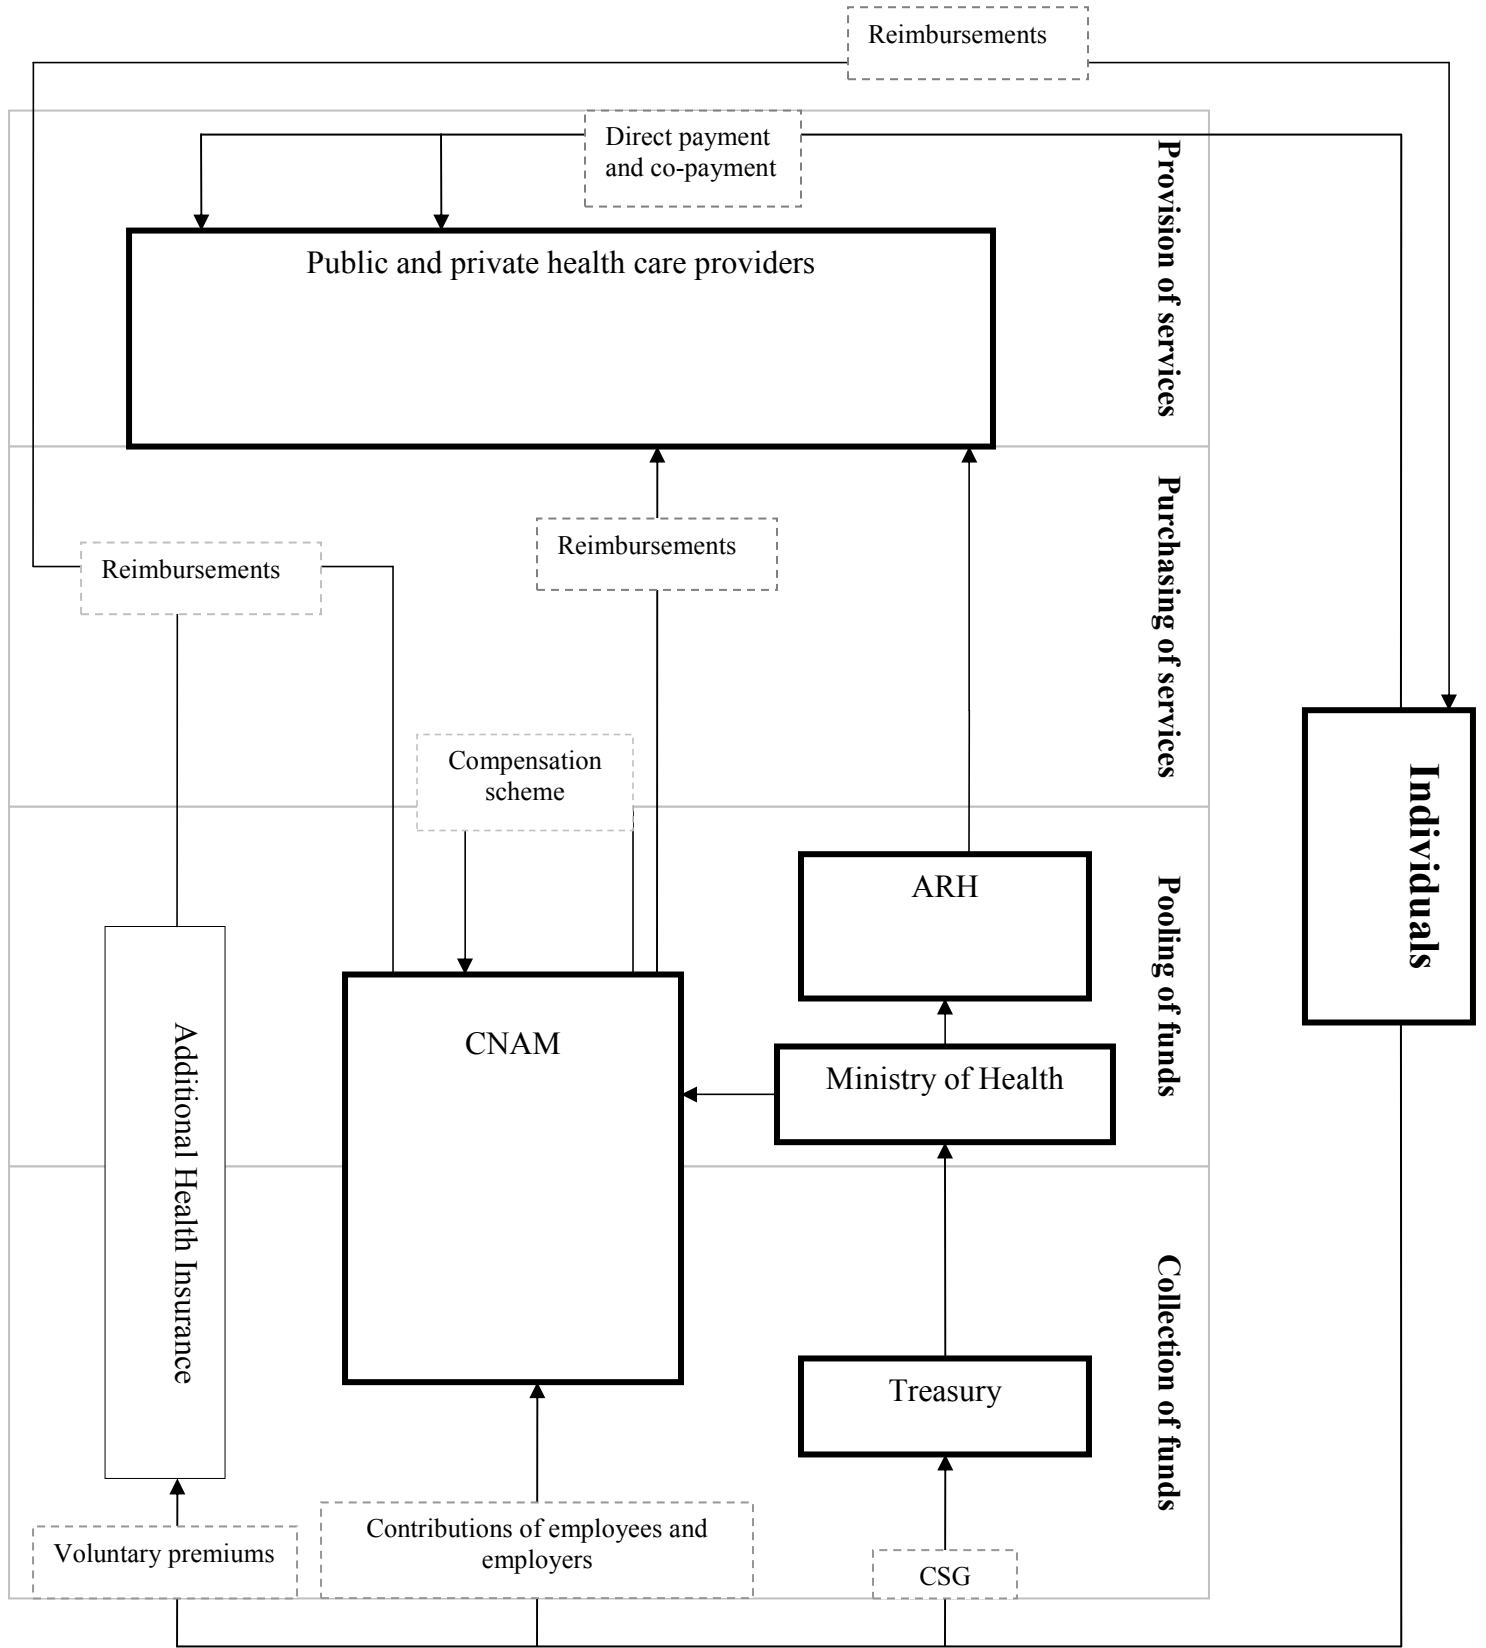 Reimbursements
Direct payment
and co-payment
Provision of services
Public and private health care providers
Purchasing of services
Reimbursements
Reimbursements
Compensation
scheme
Individuals
Pooling of funds
ARH
CNAM
Ministry of Health
Additional Health Insurance
Collection of funds
Treasury
Contributions of employees and
employers
Voluntary premiums
CSG